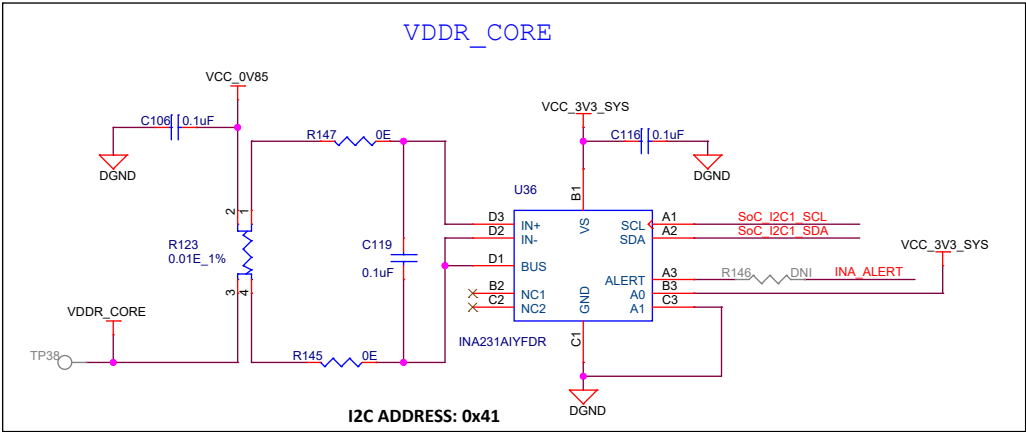 VDDR_CORE
VCC_0V85
VCC_3V3_SYS
C106 0.1uF
C116 0.1uF
R147 0E
DGND
DGND
U36
B1
2 1
D3 IN+ VS SCL A1 SoC_I2C1_SCL
D2 IN- SDA A2 SoC_I2C1_SDA
R123
0.01E_1%
C119
0.1uF
VCC_3V3_SYS
D1 BUS
ALERT A3 R146 DNI INA_ALERT
B2 NC1 A0 B3
C2 NC2 GND A1 C3
3 4
VDDR_CORE
C1
INA231AIYFDR
TP38
R145 0E
DGND
I2C ADDRESS: 0x41